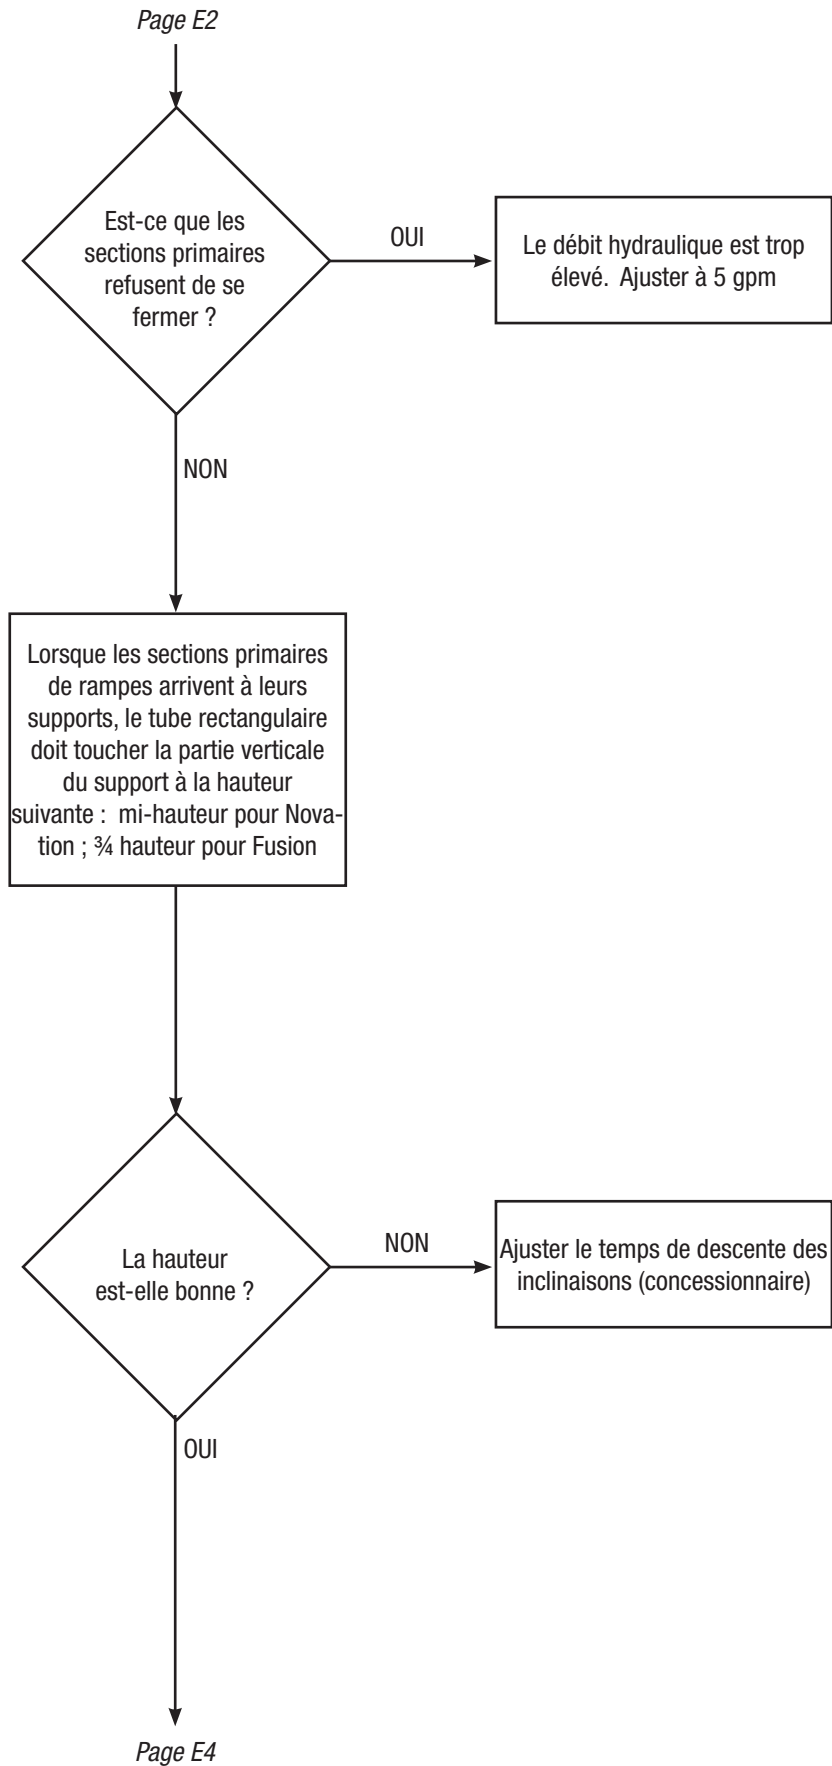 Page E2
Est-ce que les
sections primaires
refusent de se
fermer ?
OUI
Le débit hydraulique est trop
élevé.  Ajuster à 5 gpm
NON
Lorsque les sections primaires
de rampes arrivent à leurs
supports, le tube rectangulaire
doit toucher la partie verticale
du support à la hauteur
suivante :  mi-hauteur pour Nova-
tion ; ¾ hauteur pour Fusion
La hauteur
est-elle bonne ?
NON
Ajuster le temps de descente des
inclinaisons (concessionnaire)
OUI
Page E4